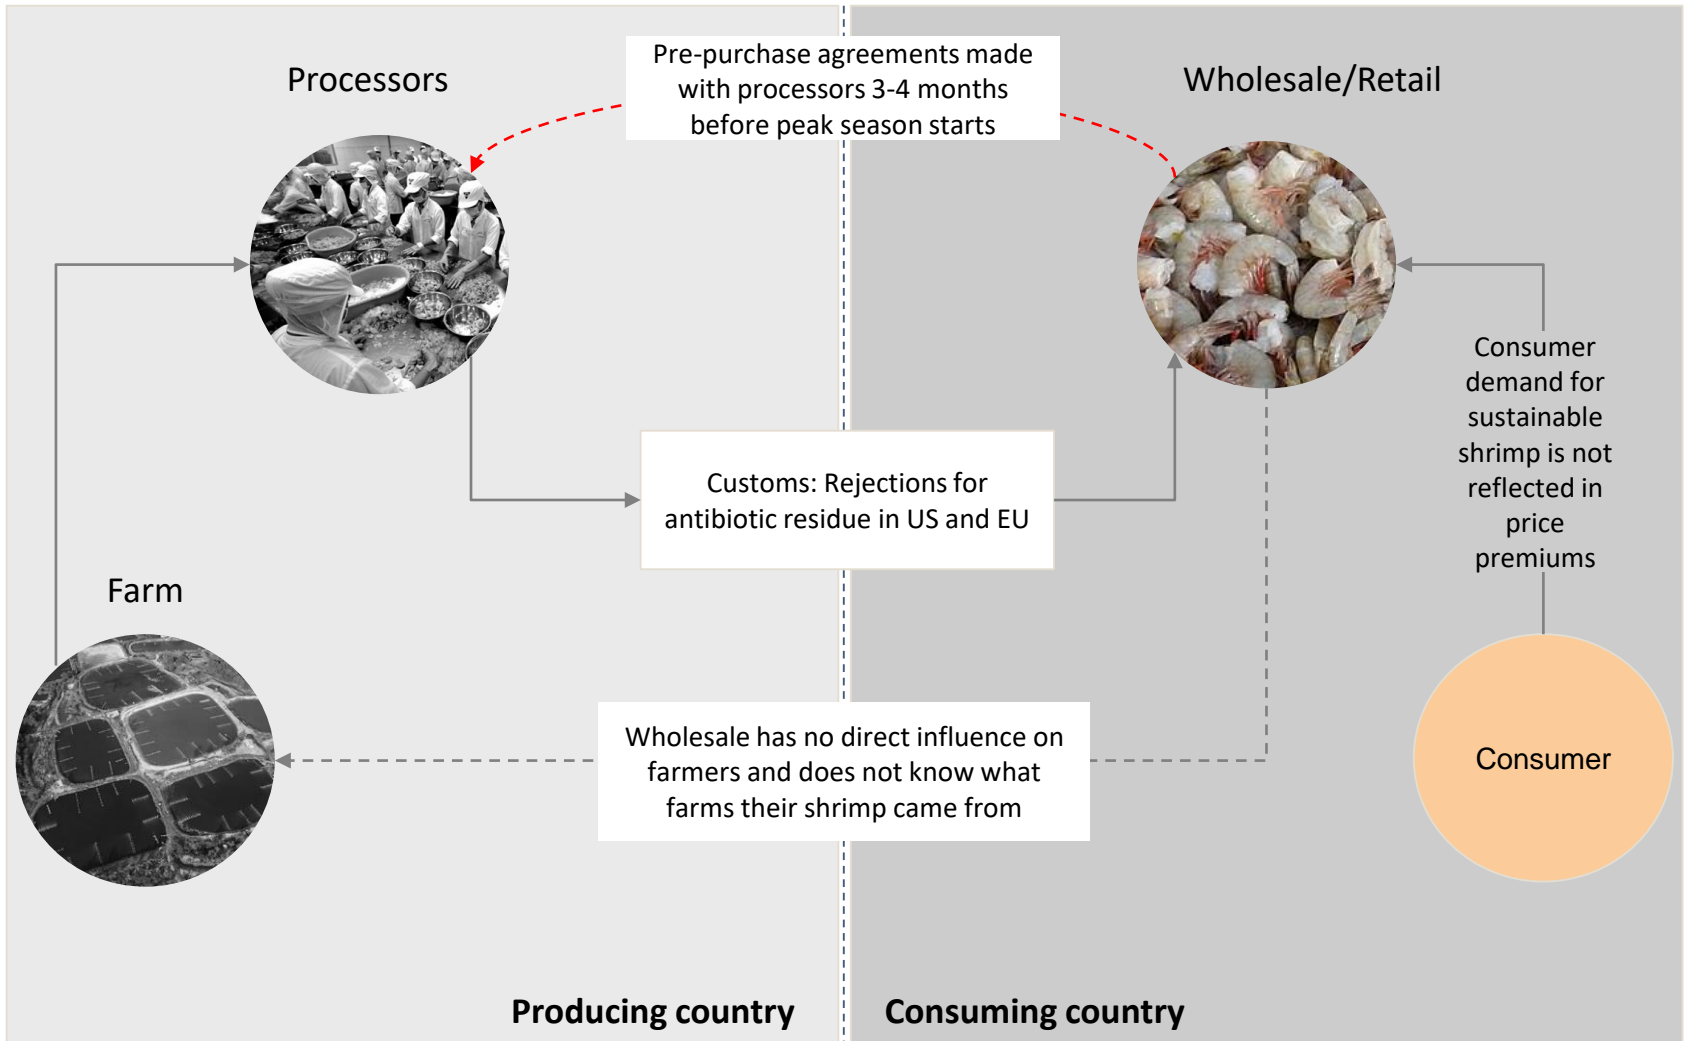 Processors
Pre-purchase agreements made
with processors 3-4 months
before peak season starts
Wholesale/Retail
Consumer
demand for
sustainable
shrimp is not
reflected in
price
premiums
Customs: Rejections for
antibiotic residue in US and EU
Farm
Wholesale has no direct influence on
farmers and does not know what
farms their shrimp came from
Consumer
Producing country
Consuming country